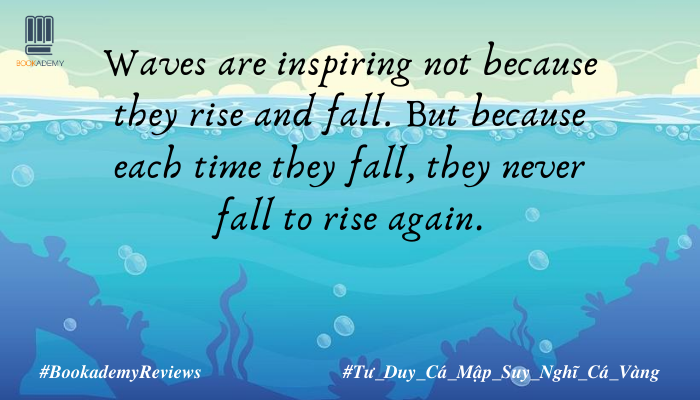 BOOKADEMY
Waves are inspiring not because
they rise and fall. But because
each time they fall, they never
fall to rise again.
#BookademyReviews
#Tư_Duy_Cá_Mập_Suy_Nghĩ_Cá_Vàng